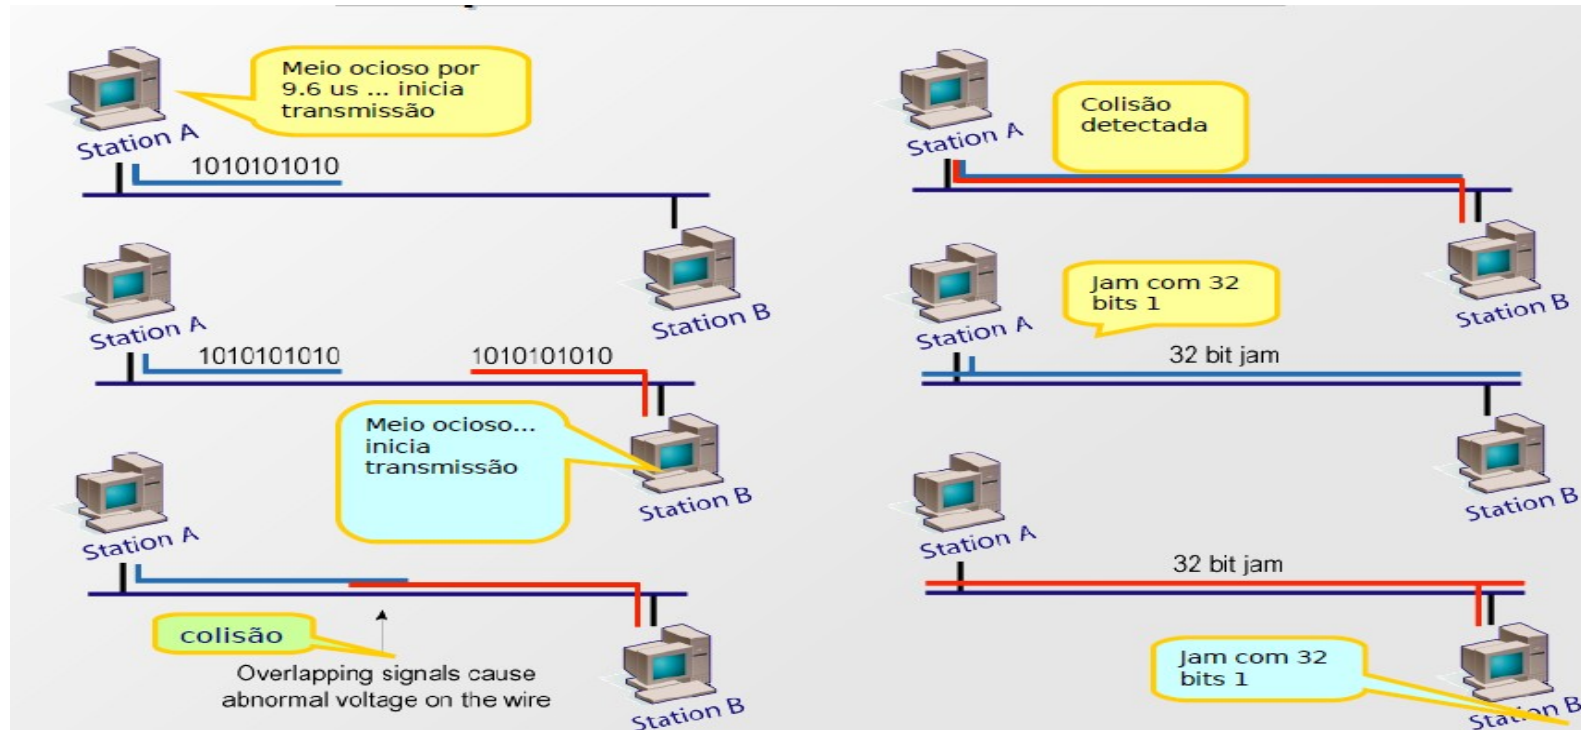 Meio ocioso por
9.6 us ... inicia
transmissão
Station A
1010101010
Station B
Station A
1010101010
1010101010
Meio ocioso...
inicia
transmissão
Station B
Station A
colisão
Overlapping signals cause
abnormal voltage on the wire
Station B
Colisão
detectada
Station A
Station B
Jam com 32
bits 1
Station A
32 bit jam
Station B
Station A
32 bit jam
Jam com 32
bits 1
Station B